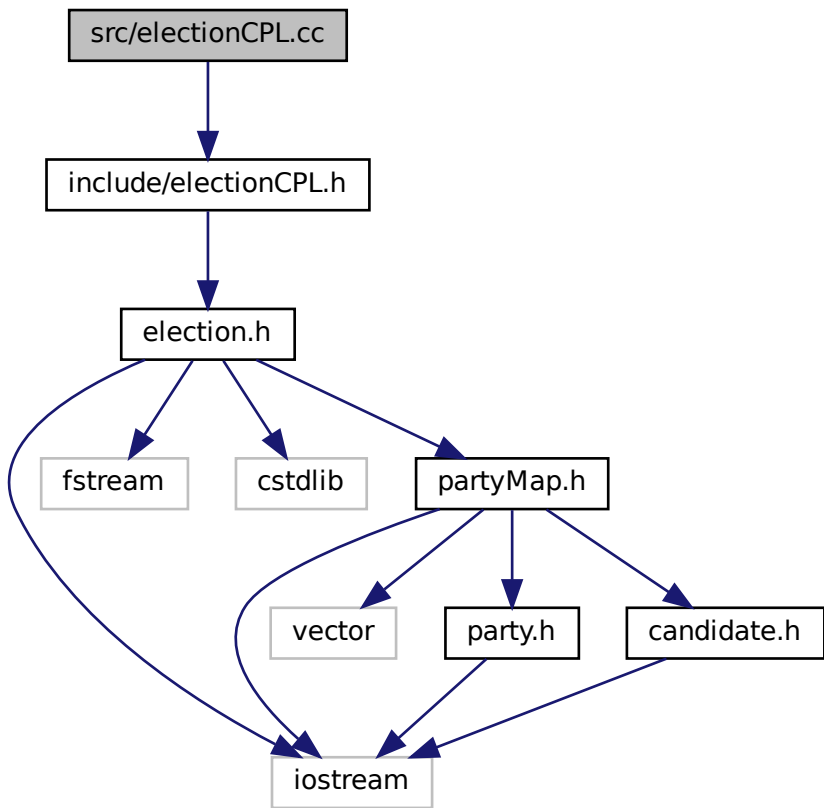 src/electionCPL.cc
include/electionCPL.h
election.h
fstream
cstdlib
partyMap.h
vector
party.h
candidate.h
iostream